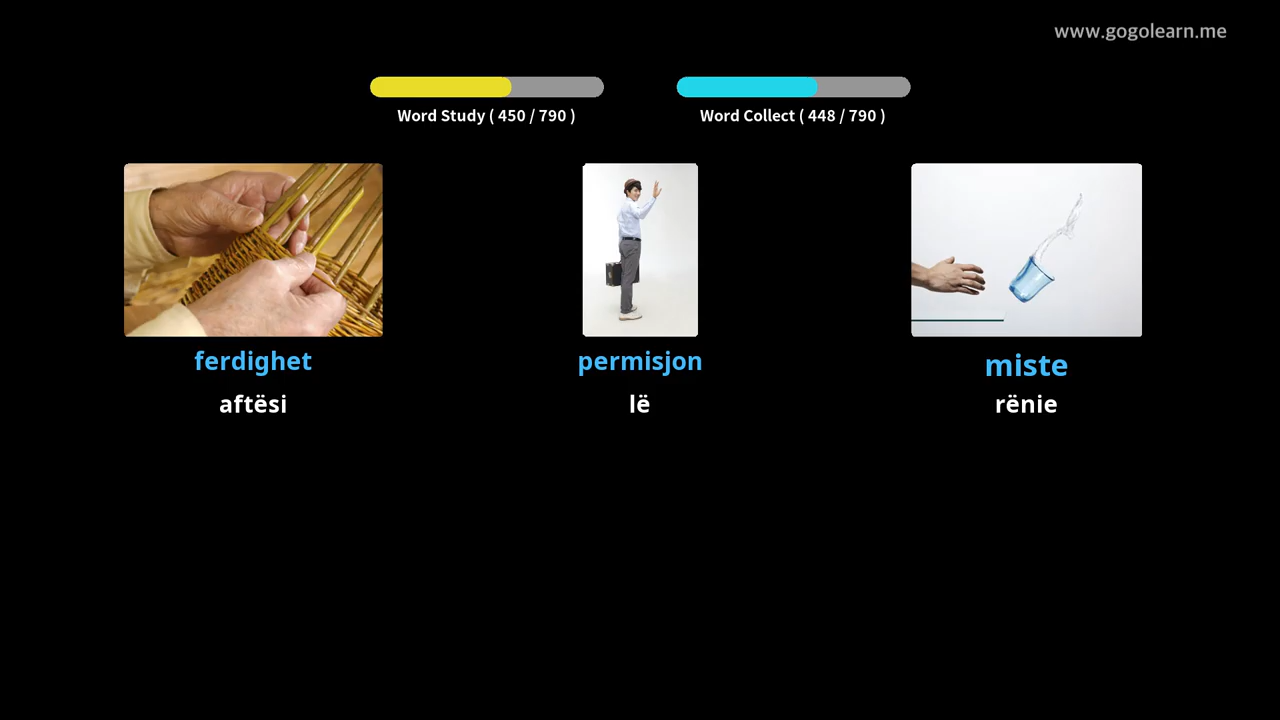 www.gogolearn.me
Word Study ( 450 / 790 )
Word Collect ( 448 / 790 )
ferdighet
permisjon
miste
aftësi
lë
rënie